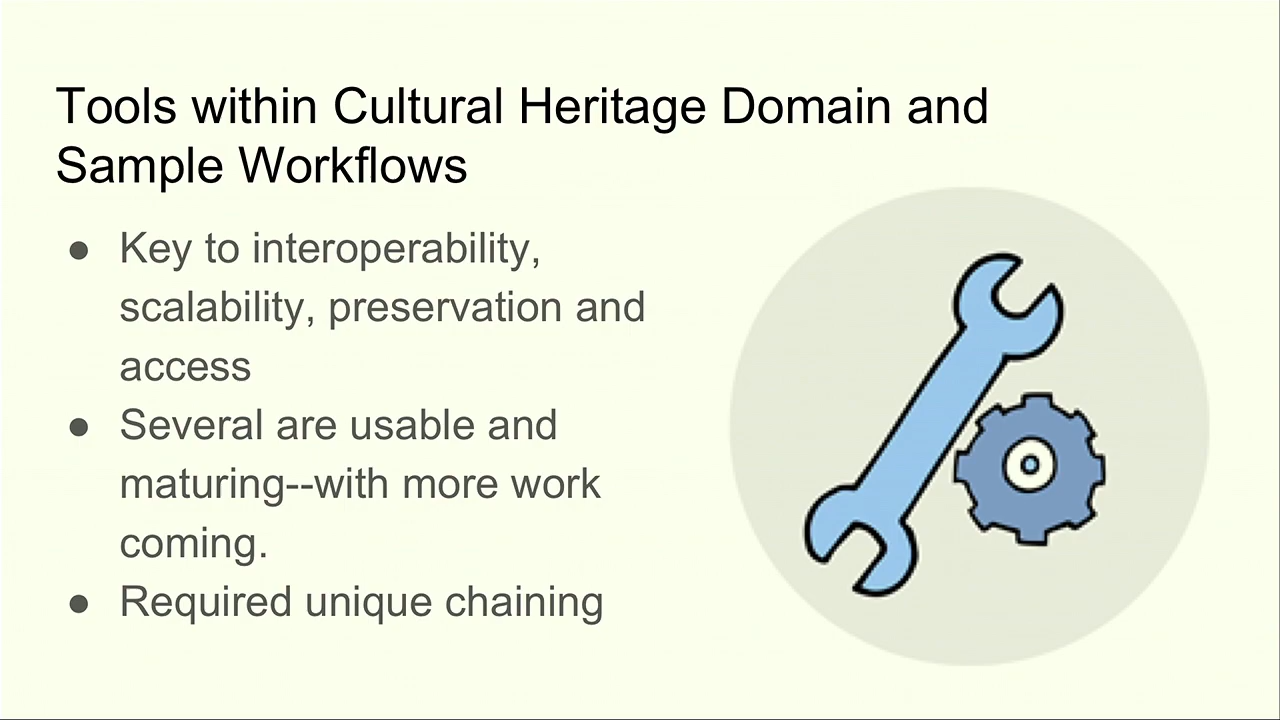 Tools within Cultural Heritage Domain and
Sample Workflows
● Key to interoperability,
scalability, preservation and
access
● Several are usable and
maturing--with more work
coming.
● Required unique chaining